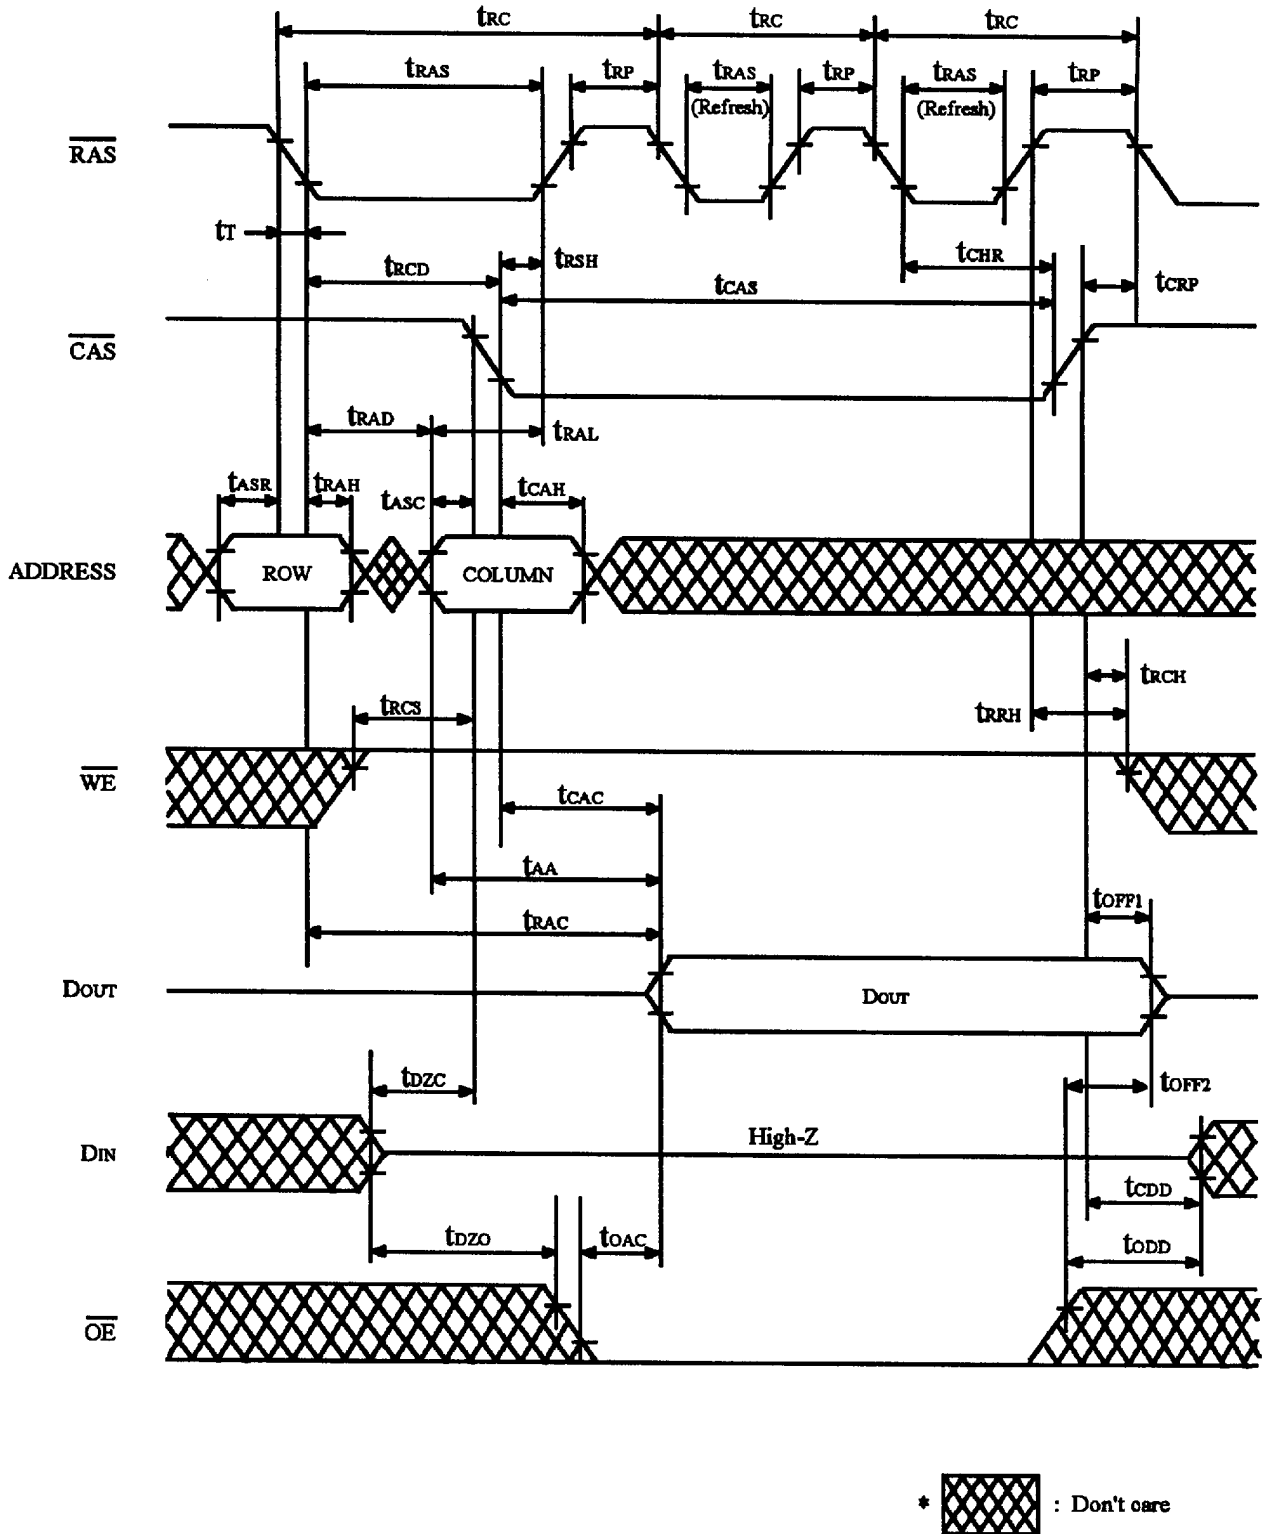 tRC tRC tRC
tRAS tRP tRAS tRP tRAS tRP
(Refresh) (Refresh)
RAS
tT
tRCD tRSH tCHR
tCAS tCRP
CAS
tRAD tRAL
tASR tRAH tASC tCAH
ADDRESS ROW COLUMN
tRCH
tRCS tRRH
WE
tCAC
tAA
tOFF1
tRAC
DOUT DOUT
tDZC tOFF2
DIN High-Z
tCDD
tDZO tOAC tODD
OE
* : Don't care